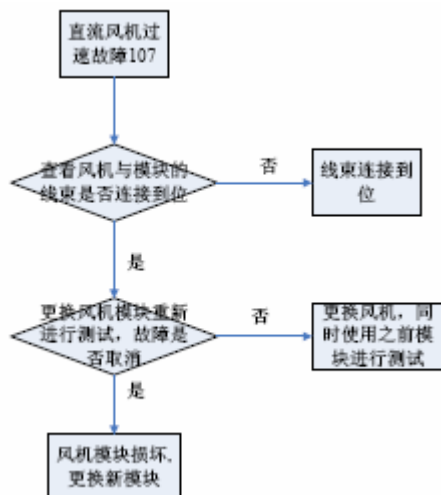 直流风机过
速故障107
查看风机与模块的
线束是否连接到位
否
线束连接到
位
是
更换风机模块重新
进行测试，故障是
否取消
否
更换风机，同
时使用之前模
块进行测试
是
风机模块损坏，
更换新模块